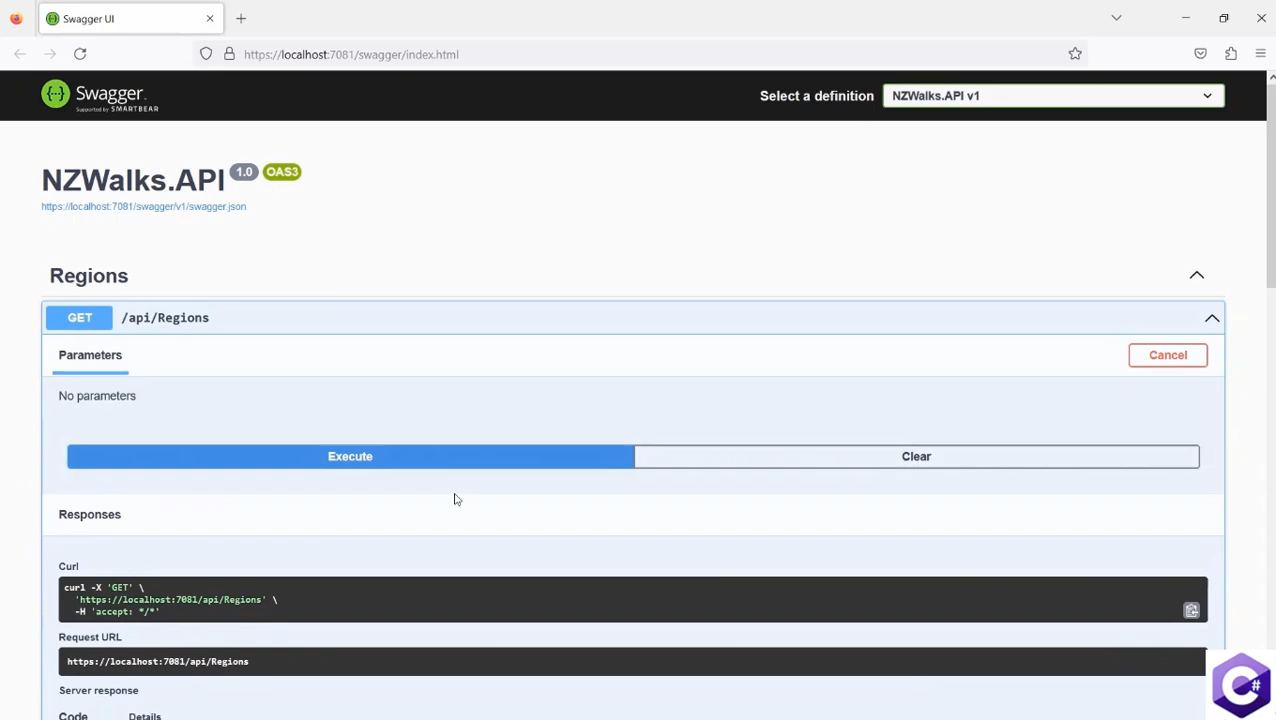 Swagger UI
https://localhost:7081/swagger/index.html
Swagger.
Supported by SMARTBEAR
Select a definition
NZWalks.API v1
NZWalks.API 1.0 OAS3
https://localhost:7081/swagger/v1/swagger.json
Regions
GET /api/Regions
Parameters
Cancel
No parameters
Execute
Clear
Responses
Curl
curl -X 'GET' \
'https://localhost:7081/api/Regions' \
-H 'accept: */*'
Request URL
https://localhost:7081/api/Regions
Server response
Code Details
C#